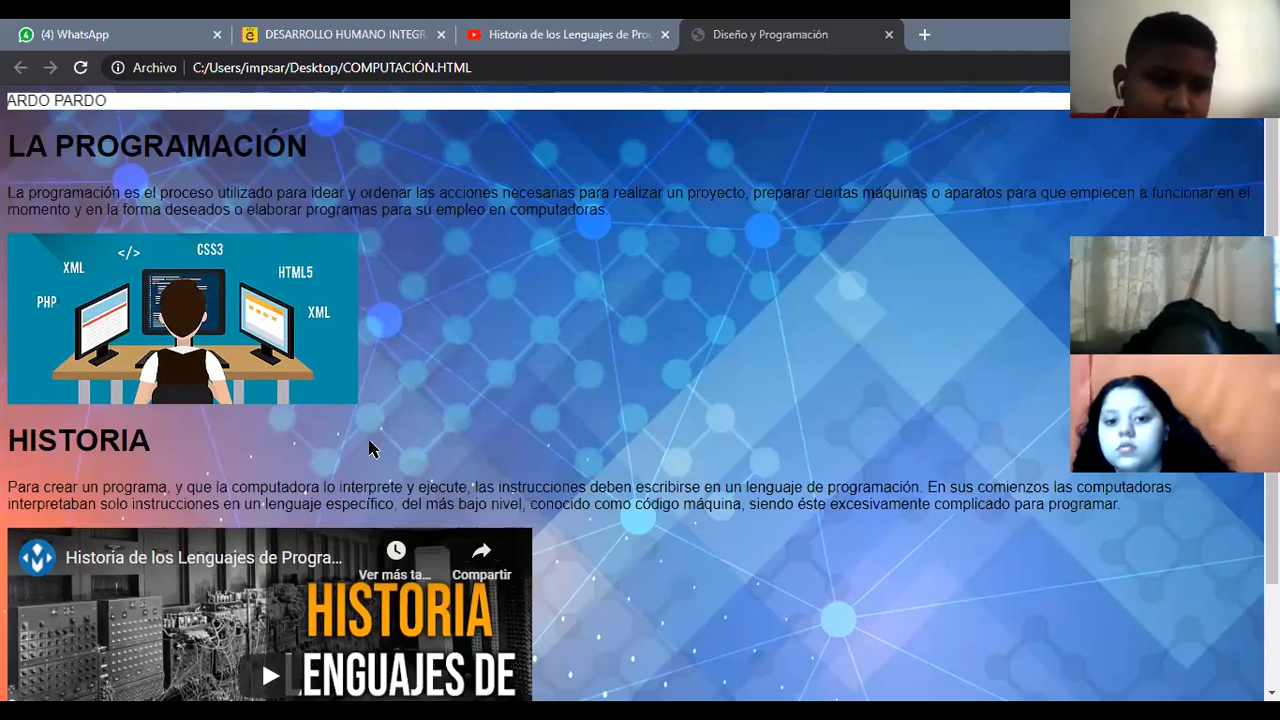 4
(4) WhatsApp
DESARROLLO HUMANO INTEGR
Historia de los Lenguajes de Prog
Diseño y Programación
Archivo
C:/Users/impsar/Desktop/COMPUTACIÓN.HTML
ARDO PARDO
LA PROGRAMACIÓN
La programación es el proceso utilizado para idear y ordenar las acciones necesarias para realizar un proyecto, preparar ciertas máquinas o aparatos para que empiecen a funcionar en el
momento y en la forma deseados o elaborar programas para su empleo en computadoras.
</>
CSS3
XML
HTML5
PHP
XML
HISTORIA
Para crear un programa, y que la computadora lo interprete y ejecute, las instrucciones deben escribirse en un lenguaje de programación. En sus comienzos las computadoras
interpretaban solo instrucciones en un lenguaje específico, del más bajo nivel, conocido como código máquina, siendo éste excesivamente complicado para programar.
Historia de los Lenguajes de Progra...
Ver más ta...
Compartir
HISTORIA
LENGUAJES DE